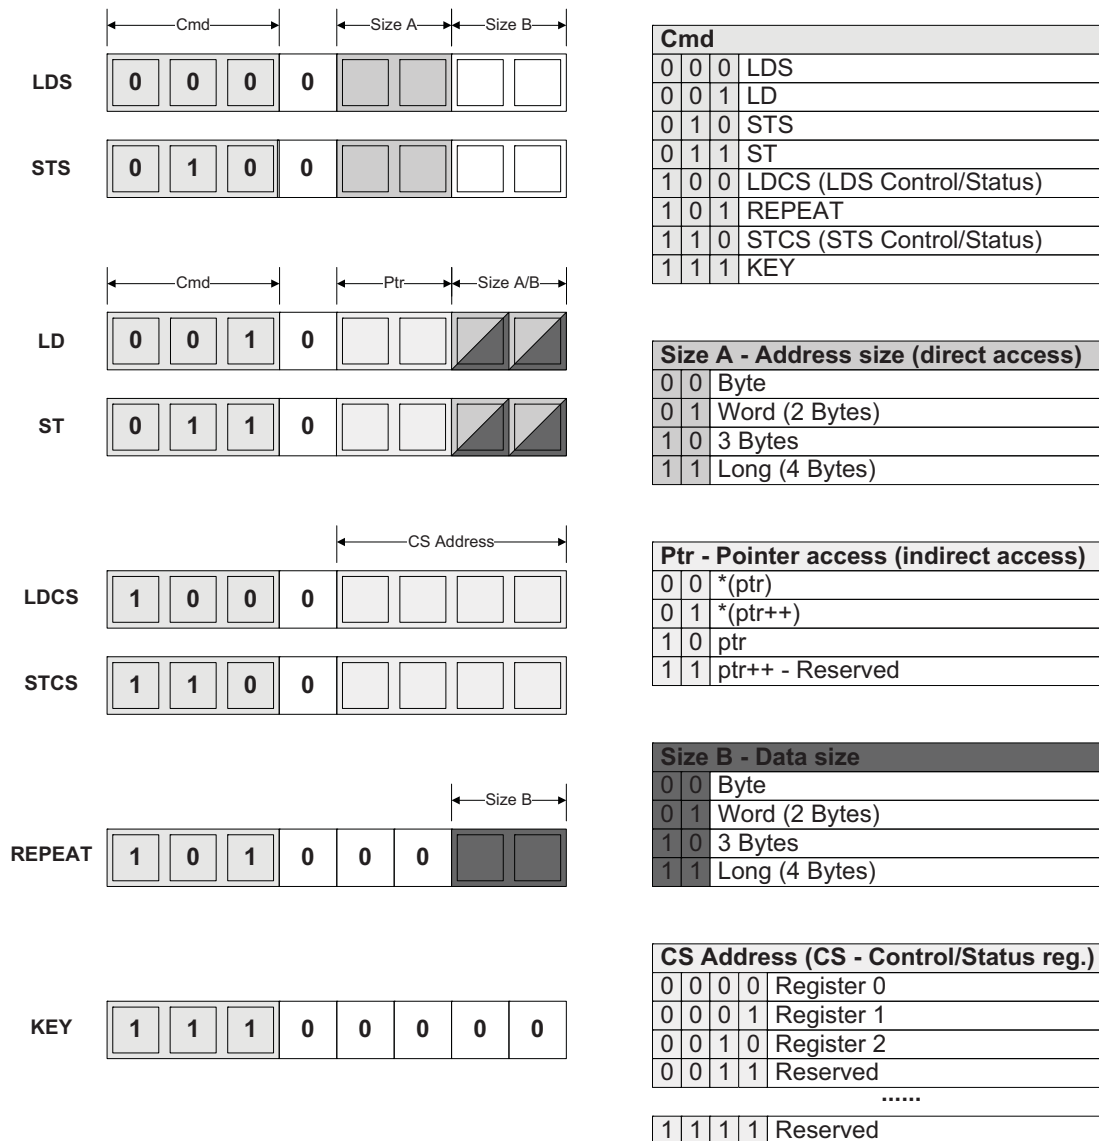 Cmd Size A Size B
LDS 0 0 0 0
STS 0 1 0 0
Cmd Ptr Size A/B
LD 0 0 1 0
ST 0 1 1 0
CS Address
LDCS 1 0 0 0
STCS 1 1 0 0
Size B
REPEAT 1 0 1 0 0 0
KEY 1 1 1 0 0 0 0 0
Cmd
0 0 0 LDS
0 0 1 LD
0 1 0 STS
0 1 1 ST
1 0 0 LDCS (LDS Control/Status)
1 0 1 REPEAT
1 1 0 STCS (STS Control/Status)
1 1 1 KEY
Size A - Address size (direct access)
0 0 Byte
0 1 Word (2 Bytes)
1 0 3 Bytes
1 1 Long (4 Bytes)
Ptr - Pointer access (indirect access)
0 0 *(ptr)
0 1 *(ptr++)
1 0 ptr
1 1 ptr++ - Reserved
Size B - Data size
0 0 Byte
0 1 Word (2 Bytes)
1 0 3 Bytes
1 1 Long (4 Bytes)
CS Address (CS - Control/Status reg.)
0 0 0 0 Register 0
0 0 0 1 Register 1
0 0 1 0 Register 2
0 0 1 1 Reserved
......
1 1 1 1 Reserved